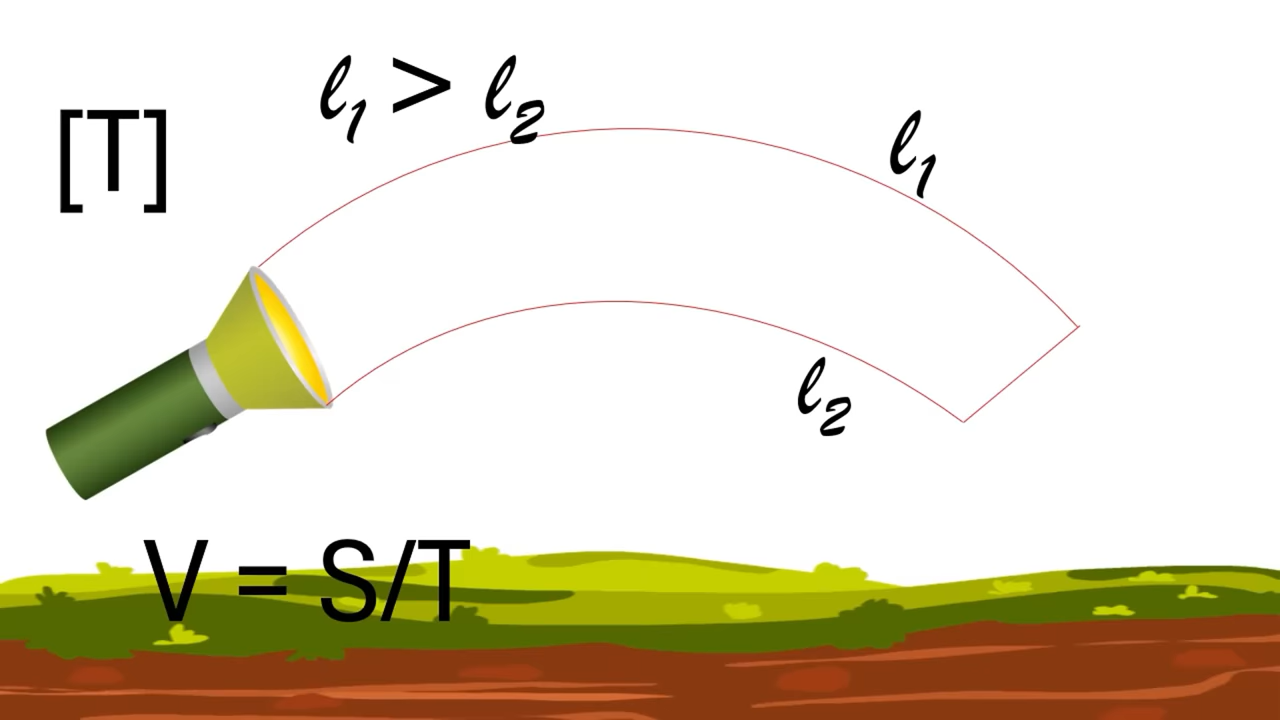 ℓ₁ > ℓ₂
[T]
ℓ₁
ℓ₂
V = S/T